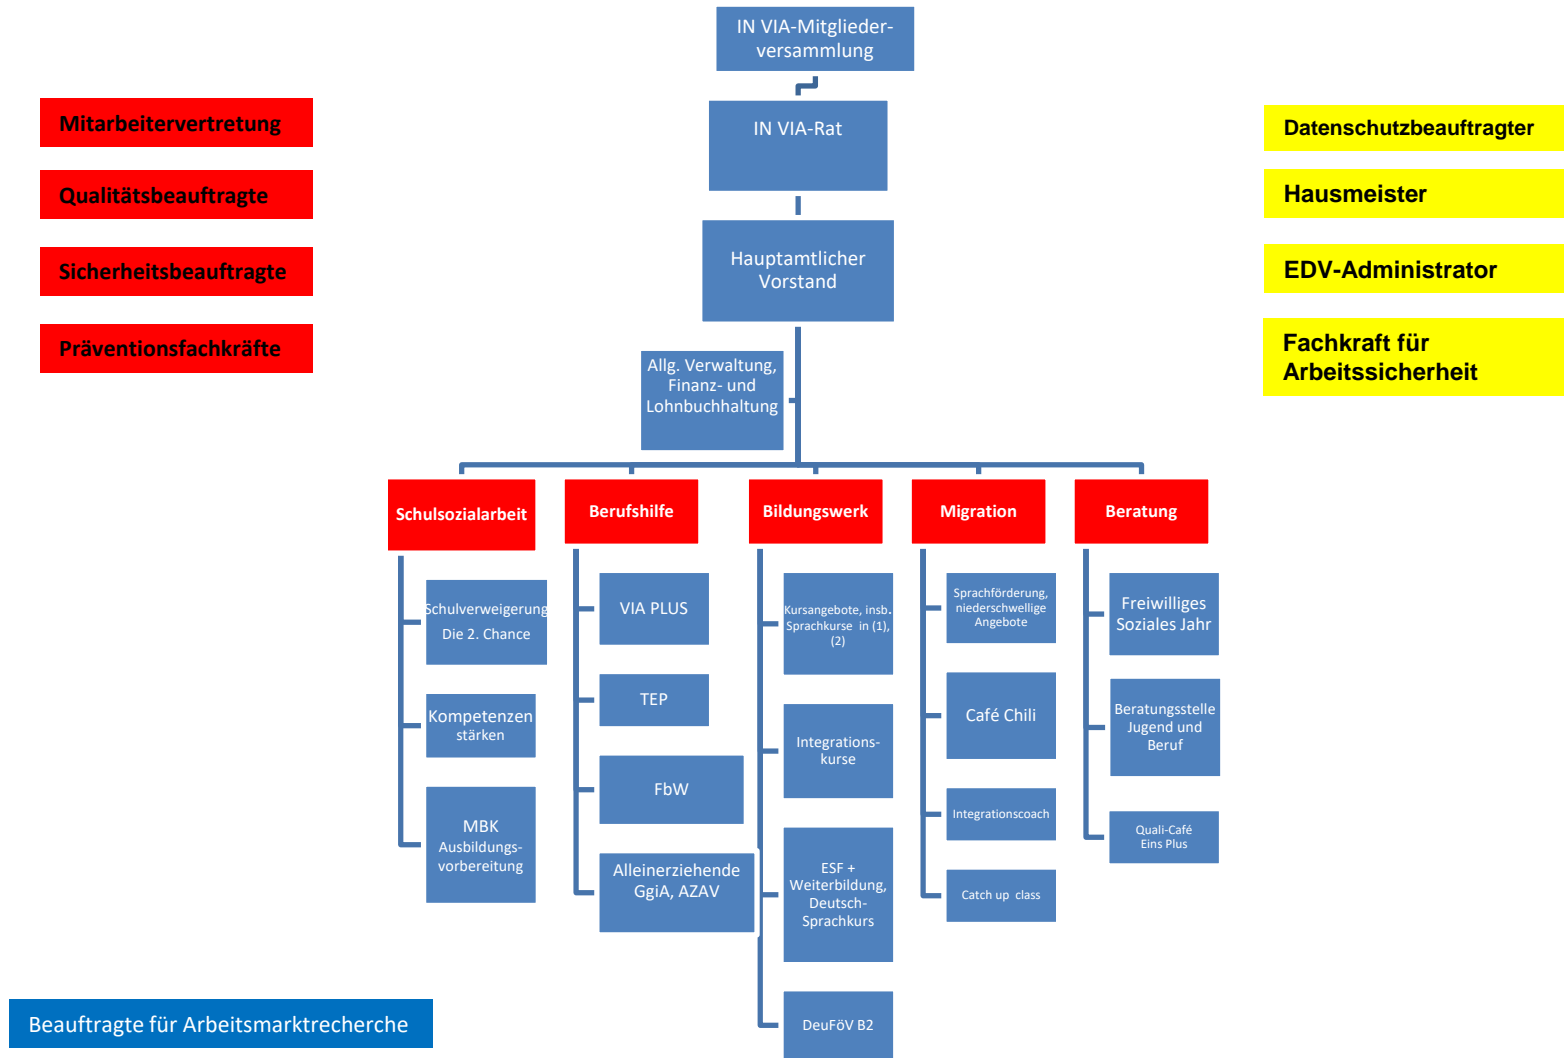 IN VIA-Mitglieder-
versammlung
IN VIA-Rat
Hauptamtlicher
Vorstand
Allg. Verwaltung,
Finanz- und
Lohnbuchhaltung
Mitarbeitervertretung
Qualitätsbeauftragte
Sicherheitsbeauftragte
Präventionsfachkräfte
Datenschutzbeauftragter
Hausmeister
EDV-Administrator
Fachkraft für
Arbeitssicherheit
Schulsozialarbeit
Schulverweigerung
Die 2. Chance
Kompetenzen
stärken
MBK
Ausbildungs-
vorbereitung
Berufshilfe
VIA PLUS
TEP
FbW
Alleinerziehende
GgiA, AZAV
Bildungswerk
Kursangebote, insb.
Sprachkurse in (1),
(2)
Integrations-
kurse
ESF +
Weiterbildung,
Deutsch-
Sprachkurs
DeuFöV B2
Migration
Sprachförderung,
niederschwellige
Angebote
Café Chili
Integrationscoach
Catch up class
Beratung
Freiwilliges
Soziales Jahr
Beratungsstelle
Jugend und
Beruf
Quali-Café
Eins Plus
Beauftragte für Arbeitsmarktrecherche